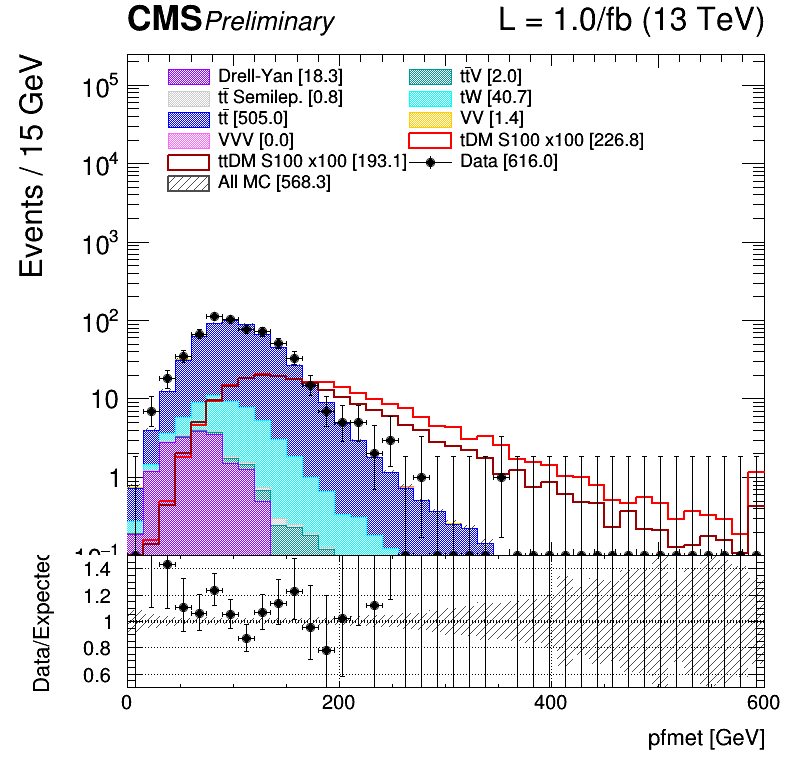 CMS Preliminary L = 1.0/fb (13 TeV)
Events / 15 GeV
Drell-Yan [18.3] tt̄V [2.0]
tt̄ Semilep. [0.8] tW [40.7]
tt̄ [505.0] VV [1.4]
VVV [0.0] tDM S100 x100 [226.8]
ttDM S100 x100 [193.1] Data [616.0]
All MC [568.3]
10⁵
10⁴
10³
10²
10
1
10⁻¹
Data/Expected
1.4
1.2
1
0.8
0.6
0 200 400 600
pfmet [GeV]